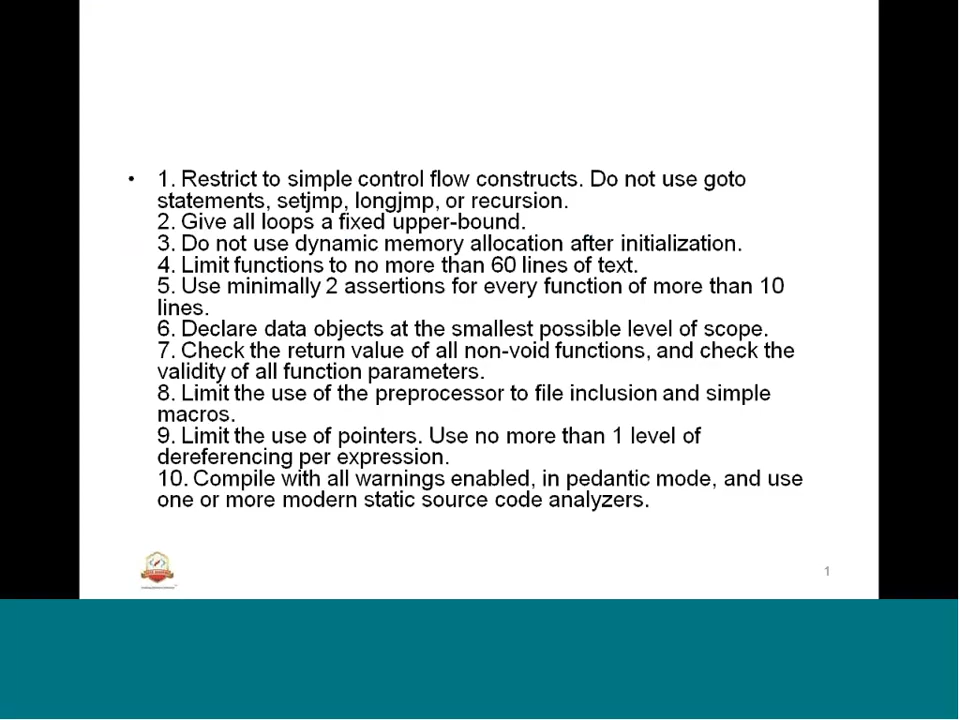 • 1. Restrict to simple control flow constructs. Do not use goto
statements, setjmp, longjmp, or recursion.
2. Give all loops a fixed upper-bound.
3. Do not use dynamic memory allocation after initialization.
4. Limit functions to no more than 60 lines of text.
5. Use minimally 2 assertions for every function of more than 10
lines.
6. Declare data objects at the smallest possible level of scope.
7. Check the return value of all non-void functions, and check the
validity of all function parameters.
8. Limit the use of the preprocessor to file inclusion and simple
macros.
9. Limit the use of pointers. Use no more than 1 level of
dereferencing per expression.
10. Compile with all warnings enabled, in pedantic mode, and use
one or more modern static source code analyzers.
1